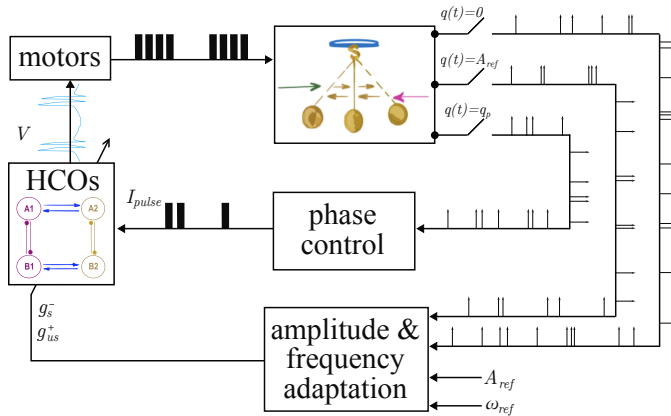 q(t)=0
motors
q(t)=A_ref
q(t)=q_p
V
HCOs
I_pulse
A1 A2
B1 B2
phase
control
g_s^-
g_us^+
amplitude &
frequency
adaptation
A_ref
ω_ref